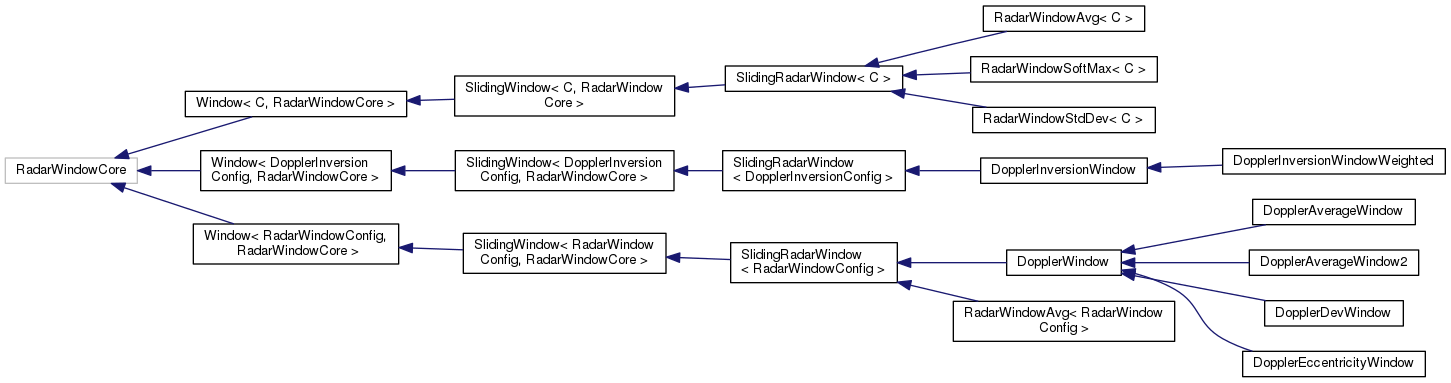 RadarWindowCore
Window< C, RadarWindowCore >
SlidingWindow< C, RadarWindow
Core >
SlidingRadarWindow< C >
RadarWindowAvg< C >
RadarWindowSoftMax< C >
RadarWindowStdDev< C >
Window< DopplerInversion
Config, RadarWindowCore >
SlidingWindow< DopplerInversion
Config, RadarWindowCore >
SlidingRadarWindow
< DopplerInversionConfig >
DopplerInversionWindow
DopplerInversionWindowWeighted
Window< RadarWindowConfig,
RadarWindowCore >
SlidingWindow< RadarWindow
Config, RadarWindowCore >
SlidingRadarWindow
< RadarWindowConfig >
DopplerWindow
DopplerAverageWindow
DopplerAverageWindow2
DopplerDevWindow
DopplerEccentricityWindow
RadarWindowAvg< RadarWindow
Config >